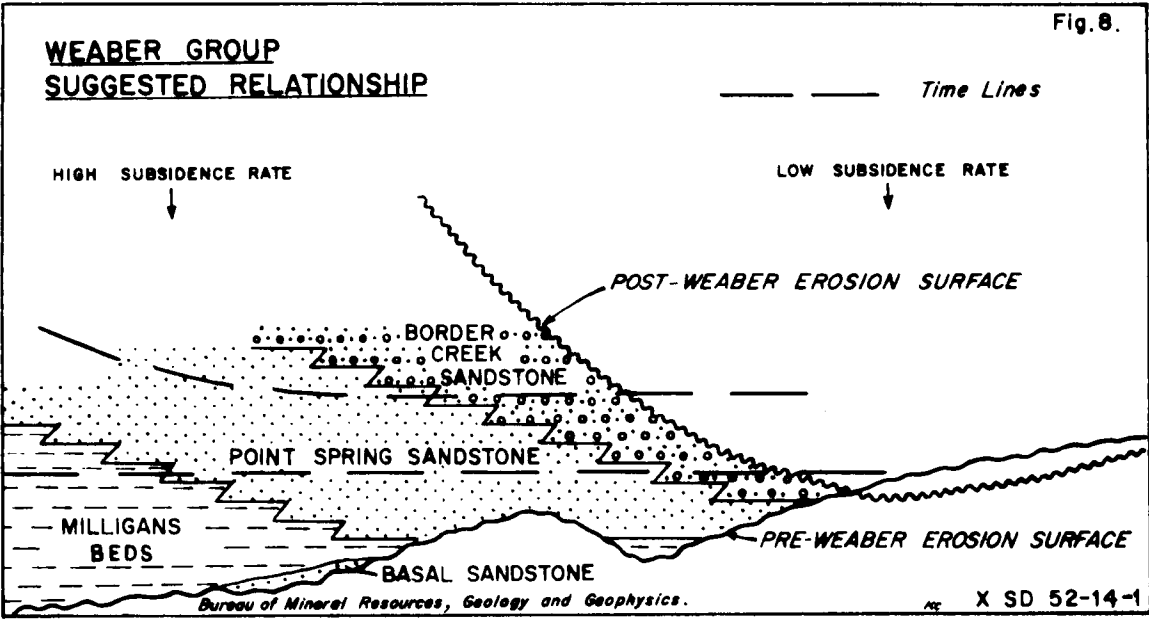 Fig. 8.
WEABER GROUP
SUGGESTED RELATIONSHIP
Time Lines
HIGH SUBSIDENCE RATE
LOW SUBSIDENCE RATE
POST-WEABER EROSION SURFACE
BORDER
CREEK
SANDSTONE
POINT SPRING SANDSTONE
MILLIGANS
BEDS
PRE-WEABER EROSION SURFACE
BASAL SANDSTONE
Bureau of Mineral Resources, Geology and Geophysics.
X SD 52-14-1